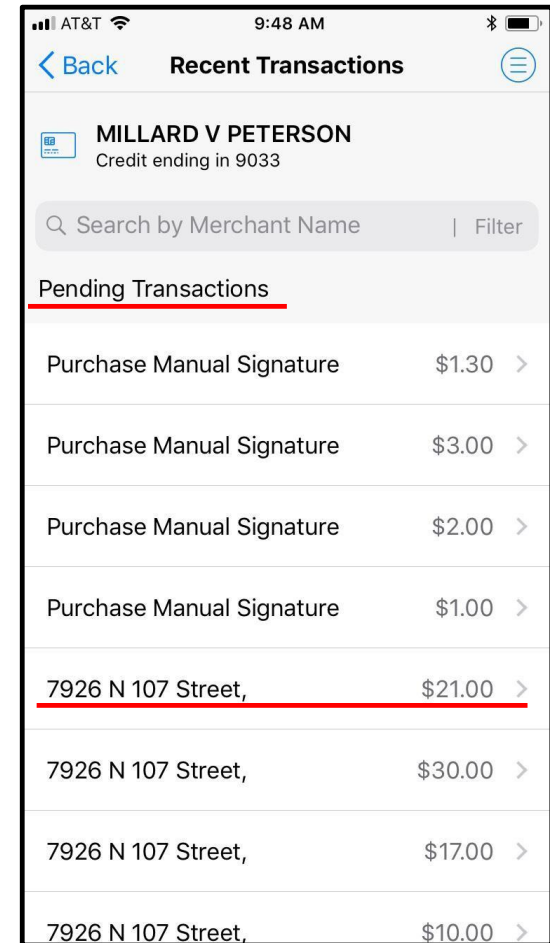 AT&T 9:48 AM
Back Recent Transactions
MILLARD V PETERSON
Credit ending in 9033
Search by Merchant Name | Filter
Pending Transactions
Purchase Manual Signature $1.30
Purchase Manual Signature $3.00
Purchase Manual Signature $2.00
Purchase Manual Signature $1.00
7926 N 107 Street, $21.00
7926 N 107 Street, $30.00
7926 N 107 Street, $17.00
7926 N 107 Street, $10.00